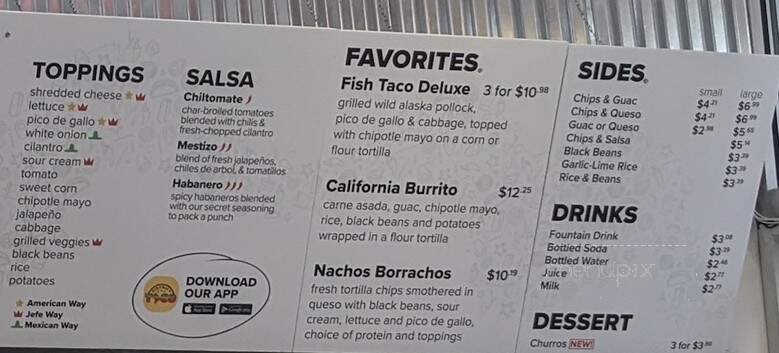 TOPPINGS
shredded cheese
lettuce
pico de gallo
white onion
cilantro
sour cream
tomato
sweet corn
chipotle mayo
jalapeño
cabbage
grilled veggies
black beans
rice
potatoes
American Way
Jefe Way
Mexican Way
SALSA
Chiltomate
char-broiled tomatoes
blended with chilis &
fresh-chopped cilantro
Mestizo
blend of fresh jalapeños,
chiles de arbol, & tomatillos
Habanero
spicy habaneros blended
with our secret seasoning
to pack a punch
DOWNLOAD
OUR APP
FAVORITES
Fish Taco Deluxe 3 for $10.98
grilled wild alaska pollock,
pico de gallo & cabbage, topped
with chipotle mayo on a corn or
flour tortilla
California Burrito $12.25
carne asada, guac, chipotle mayo,
rice, black beans and potatoes
wrapped in a flour tortilla
Nachos Borrachos $10.19
fresh tortilla chips smothered in
queso with black beans, sour
cream, lettuce and pico de gallo,
choice of protein and toppings
SIDES
small large
Chips & Guac $4.21 $6.99
Chips & Queso $4.21 $6.99
Guac or Queso $2.98 $5.65
Chips & Salsa $5.14
Black Beans $3.29
Garlic-Lime Rice $3.29
Rice & Beans $3.29
DRINKS
Fountain Drink $3.08
Bottled Soda $3.29
Bottled Water $2.46
Juice $2.77
Milk $2.77
menupix
DESSERT
Churros NEW! 3 for $3.80